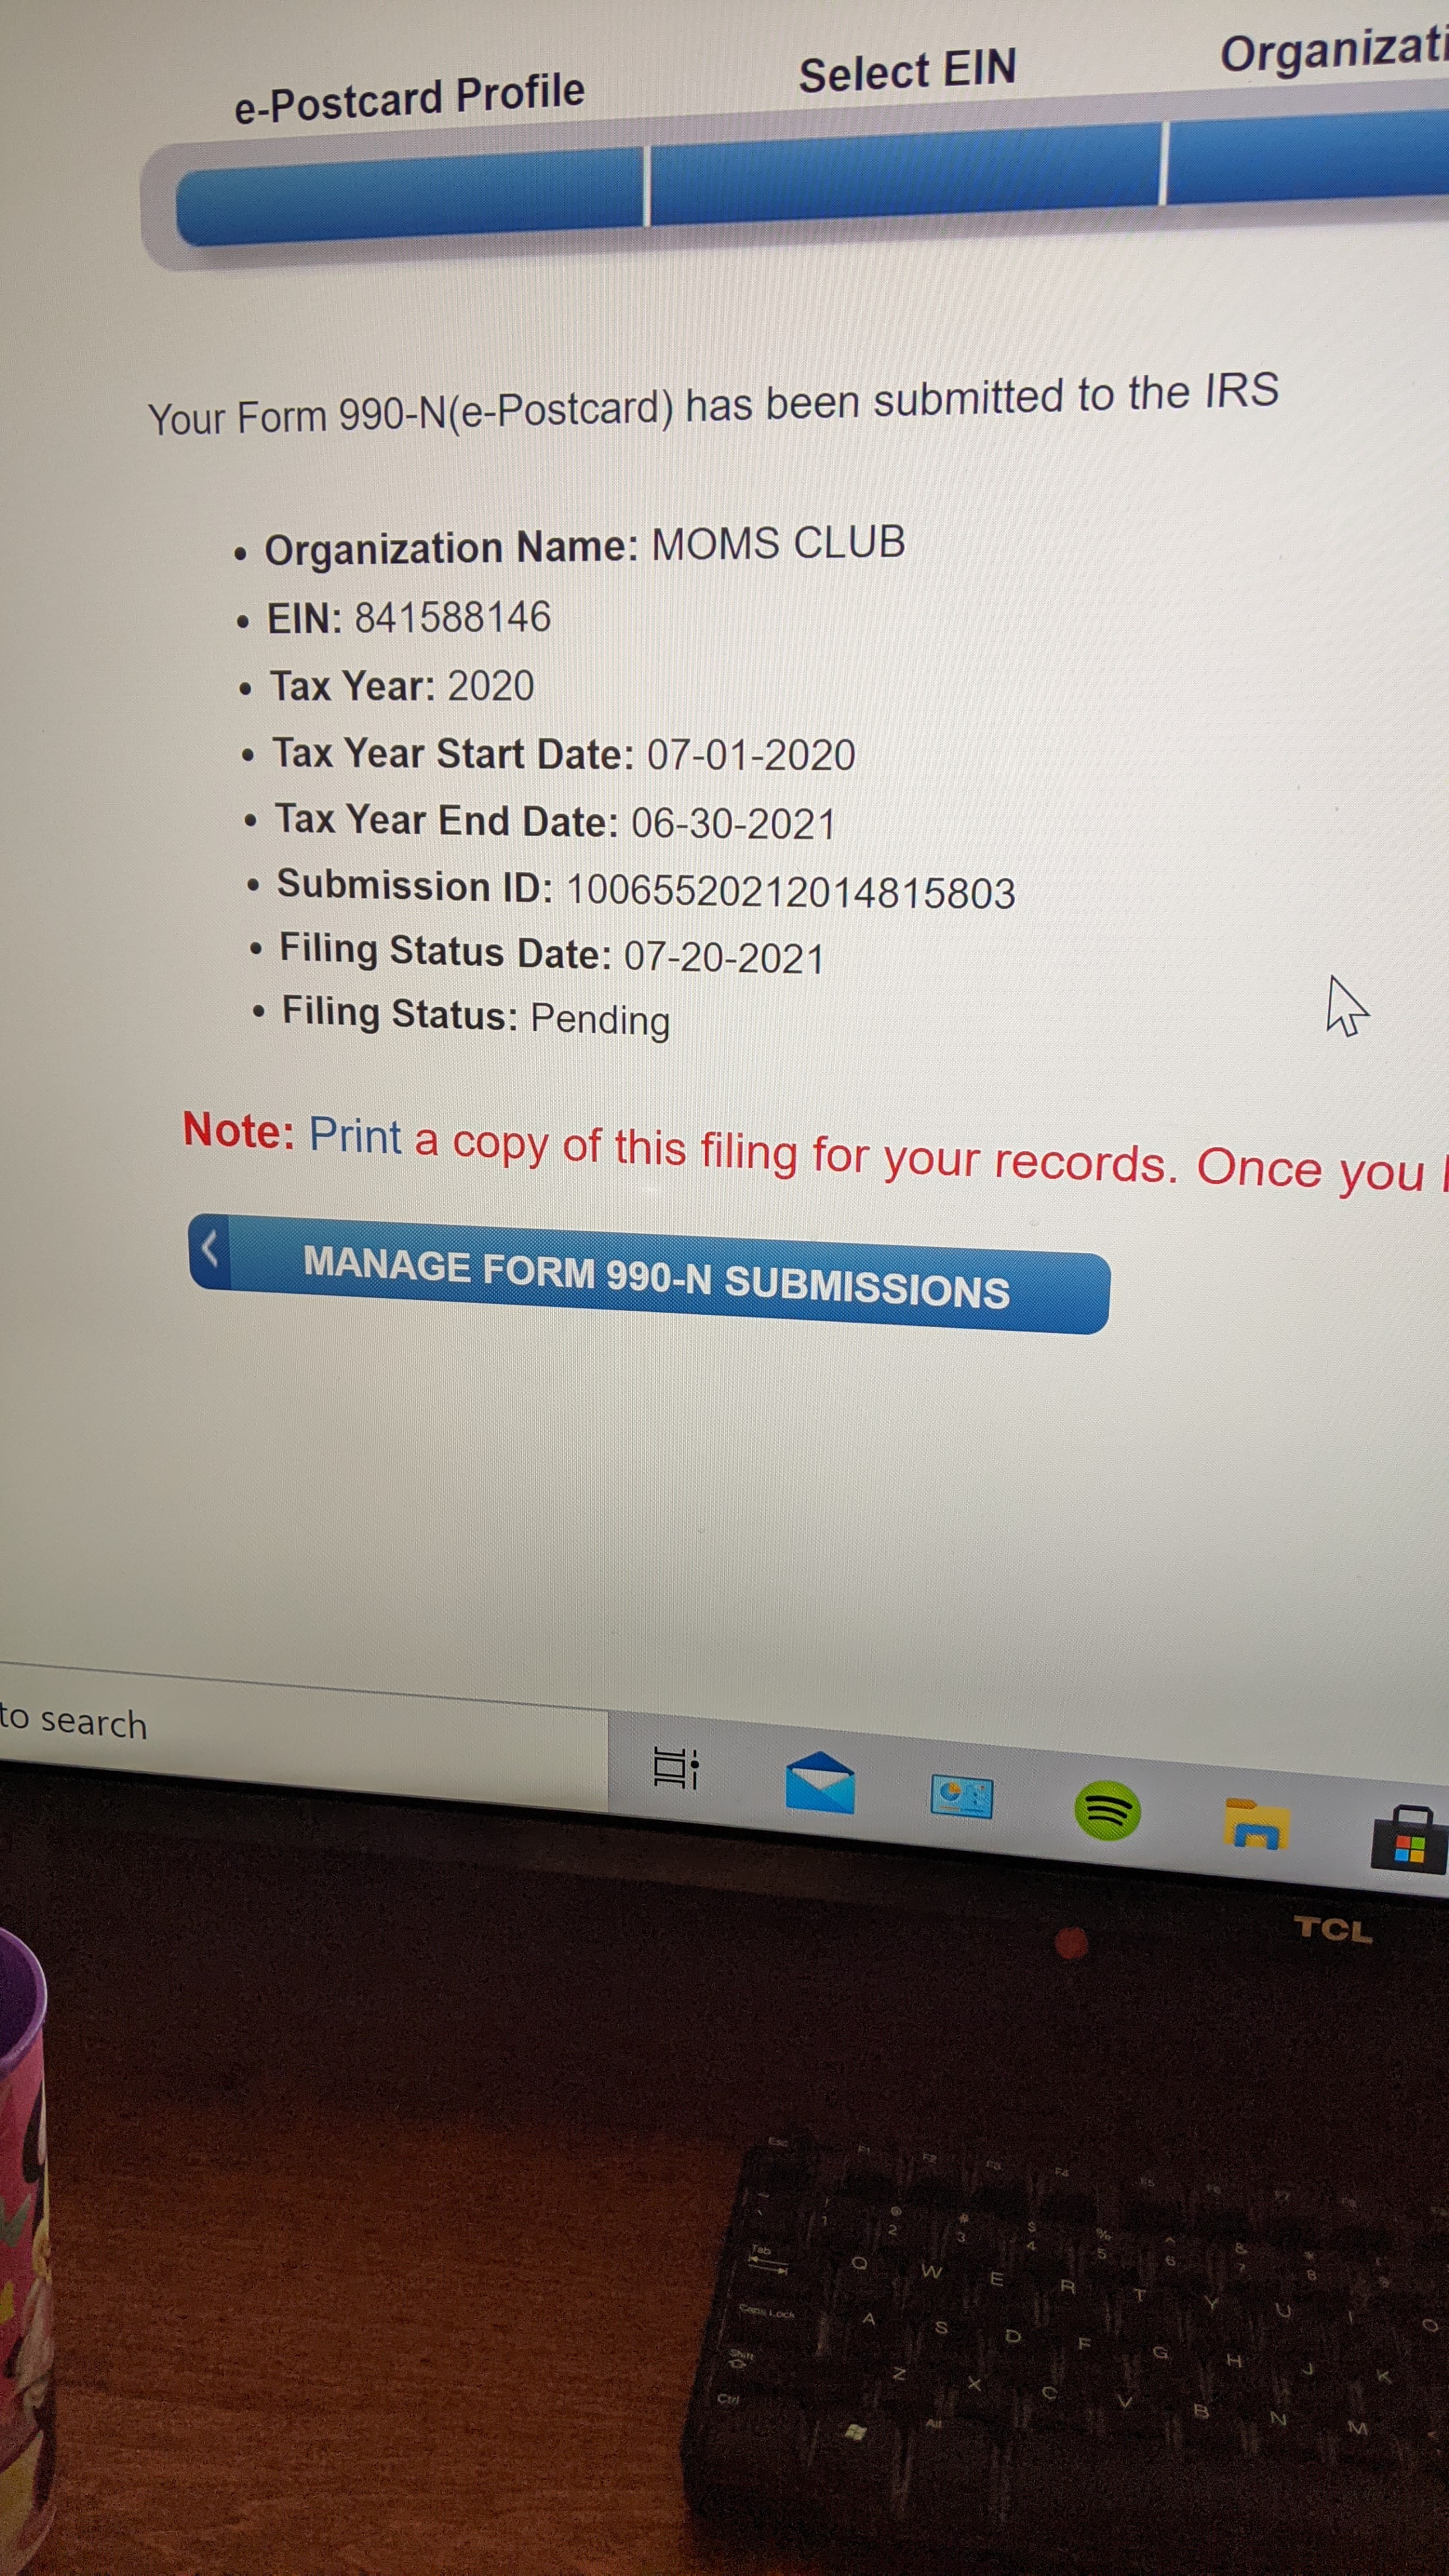 e-Postcard Profile Select EIN Organizati
Your Form 990-N(e-Postcard) has been submitted to the IRS
• Organization Name: MOMS CLUB
• EIN: 841588146
• Tax Year: 2020
• Tax Year Start Date: 07-01-2020
• Tax Year End Date: 06-30-2021
• Submission ID: 10065520212014815803
• Filing Status Date: 07-20-2021
• Filing Status: Pending
Note: Print a copy of this filing for your records. Once you
MANAGE FORM 990-N SUBMISSIONS
to search
TCL
Esc F1 F2 F3 F4 F5 F6 F7
! 1 @ 2 # 3 $ 4 % 5 ^ 6 & 7 * 8
Tab Q W E R T Y U I O
Caps Lock A S D F G H J K
Shift Z X C V B N M
Ctrl Alt